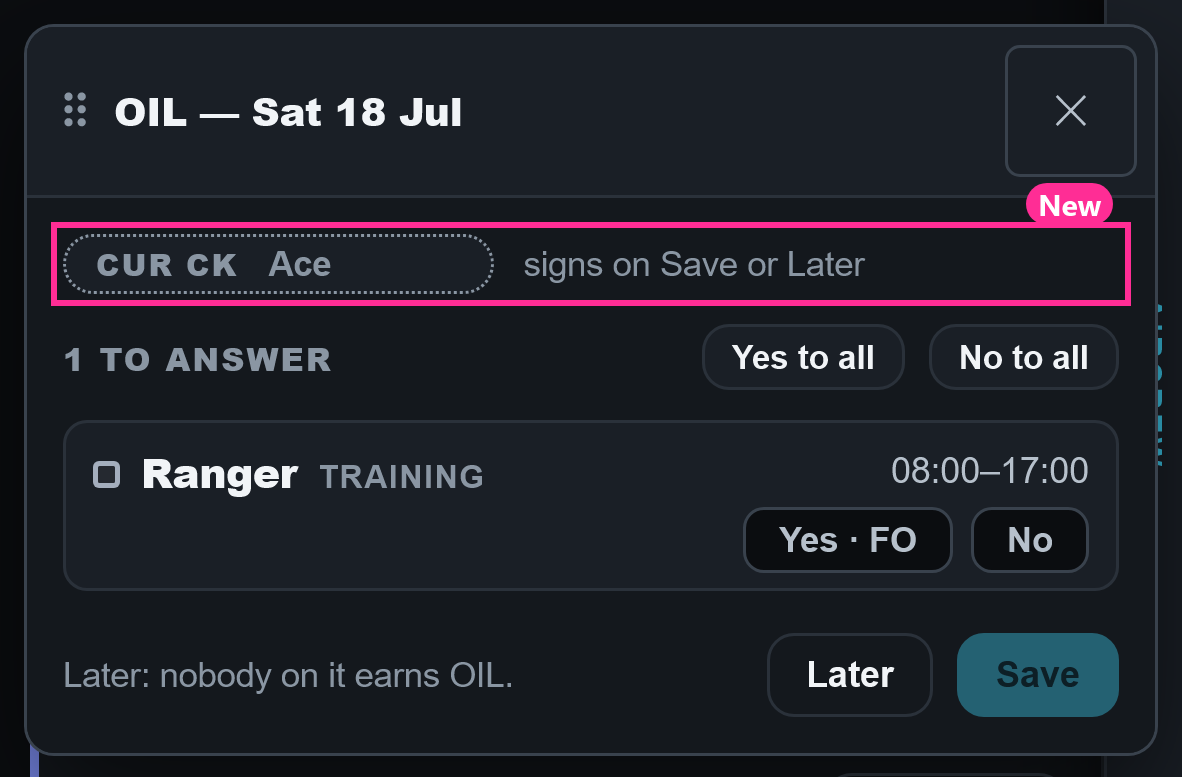 OIL — Sat 18 Jul
New
CUR CK Ace signs on Save or Later
1 TO ANSWER Yes to all No to all
Ranger TRAINING 08:00–17:00
Yes · FO No
Later: nobody on it earns OIL. Later Save